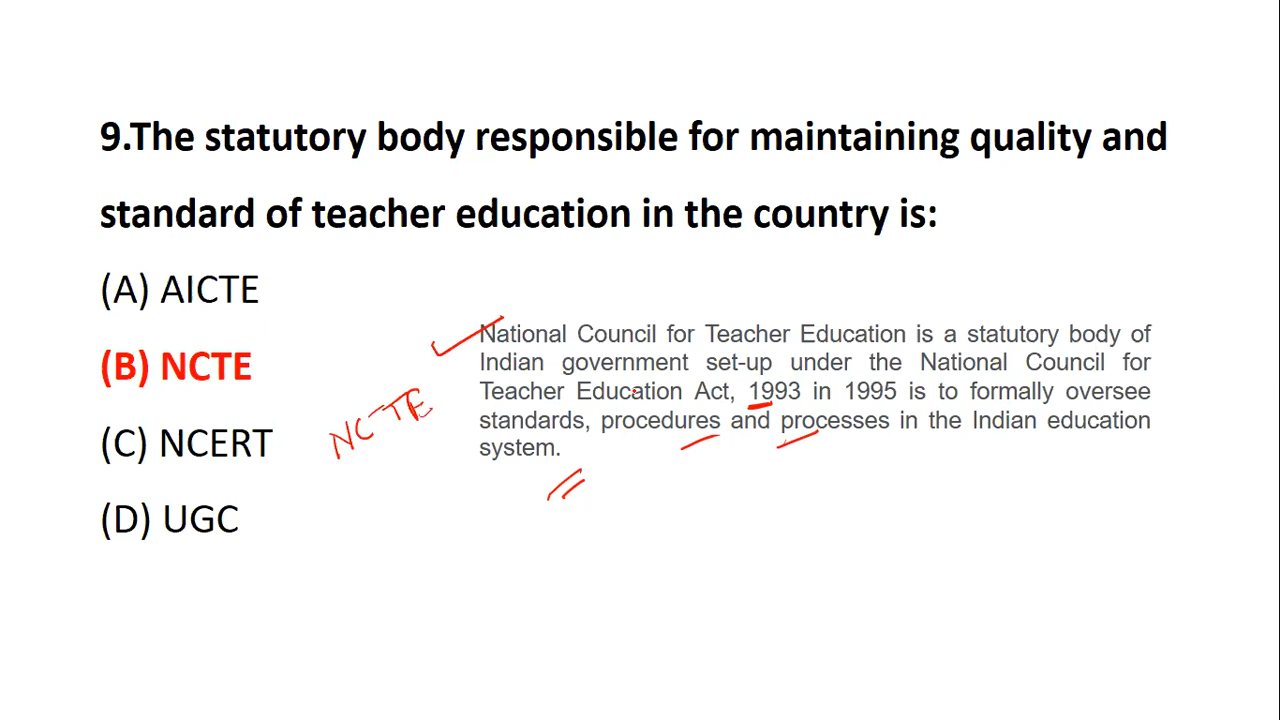 9.The statutory body responsible for maintaining quality and
standard of teacher education in the country is:
(A) AICTE
(B) NCTE
(C) NCERT
(D) UGC
National Council for Teacher Education is a statutory body of
Indian government set-up under the National Council for
Teacher Education Act, 1993 in 1995 is to formally oversee
standards, procedures and processes in the Indian education
system.
NCTE